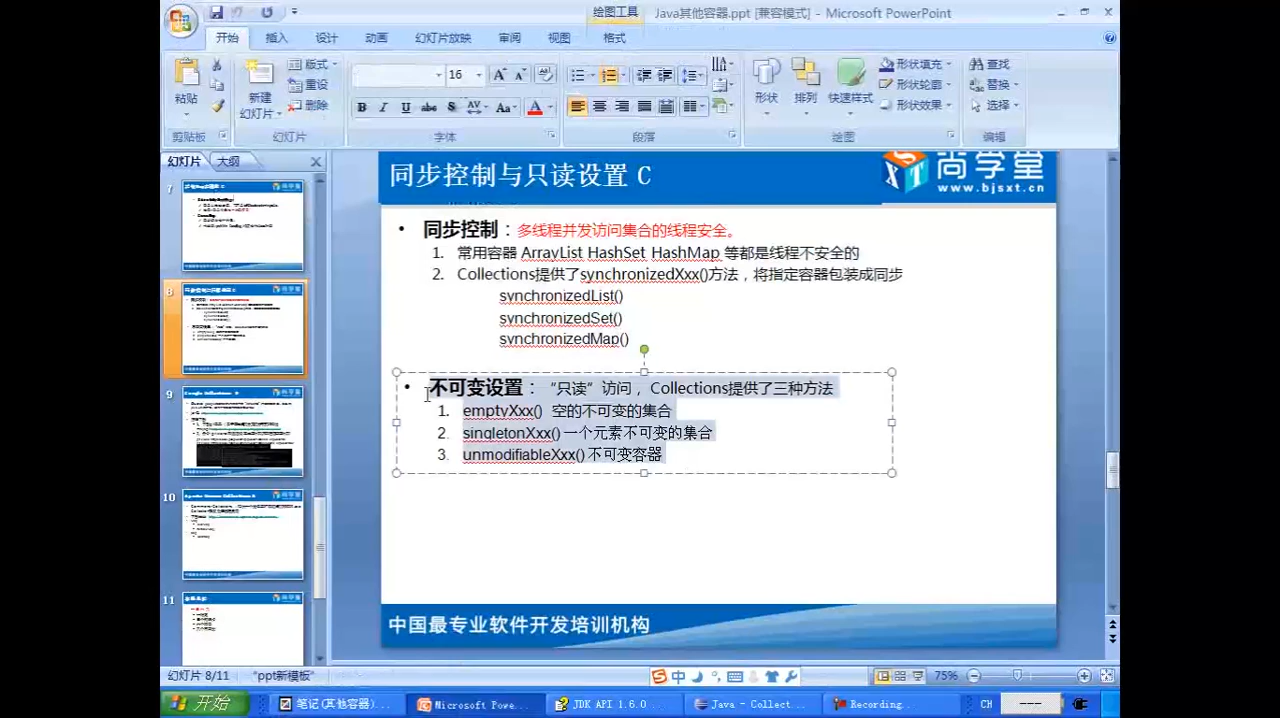 绘图工具
Java其他容器.ppt [兼容模式] - Microsoft PowerPoint
开始 插入 设计 动画 幻灯片放映 审阅 视图 格式
粘贴
剪贴板
新建
幻灯片
版式
重设
删除
幻灯片
16
B I U abc S AV Aa A
字体
段落
形状
排列
快速样式
形状填充
形状轮廓
形状效果
绘图
查找
替换
选择
编辑
幻灯片 大纲
7
8
9
10
11
同步控制与只读设置 C
尚学堂
www.bjsxt.cn
• 同步控制：多线程并发访问集合的线程安全。
1. 常用容器 ArrayList HashSet HashMap 等都是线程不安全的
2. Collections提供了synchronizedXxx()方法，将指定容器包装成同步
synchronizedList()
synchronizedSet()
synchronizedMap()
• 不可变设置：“只读”访问，Collections提供了三种方法
1. emptyXxx() 空的不可变的集合
2. singletonXxx() 一个元素不可变的集合
3. unmodifiableXxx() 不可变容器
中国最专业软件开发培训机构
幻灯片 8/11
"ppt新模板"
中
75%
开始
笔记(其他容器)...
Microsoft Powe...
JDK API 1.6.0 ...
Java - Collect...
Recording...
CH